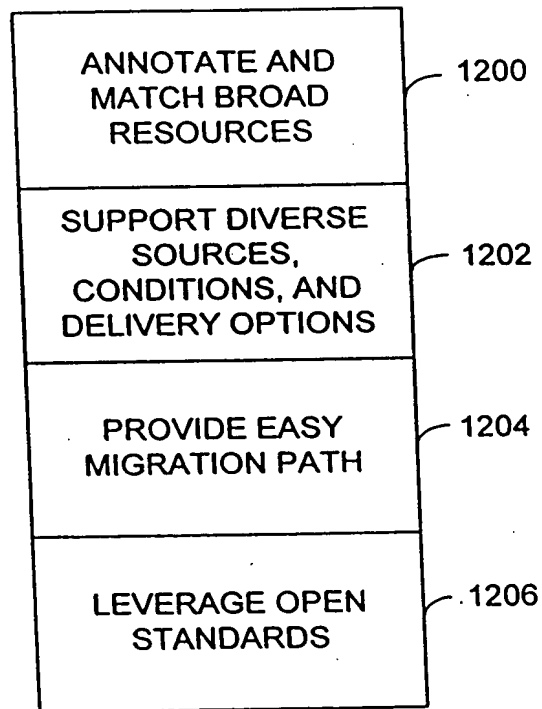 ANNOTATE AND
MATCH BROAD
RESOURCES
1200
SUPPORT DIVERSE
SOURCES,
CONDITIONS, AND
DELIVERY OPTIONS
1202
PROVIDE EASY
MIGRATION PATH
1204
LEVERAGE OPEN
STANDARDS
1206